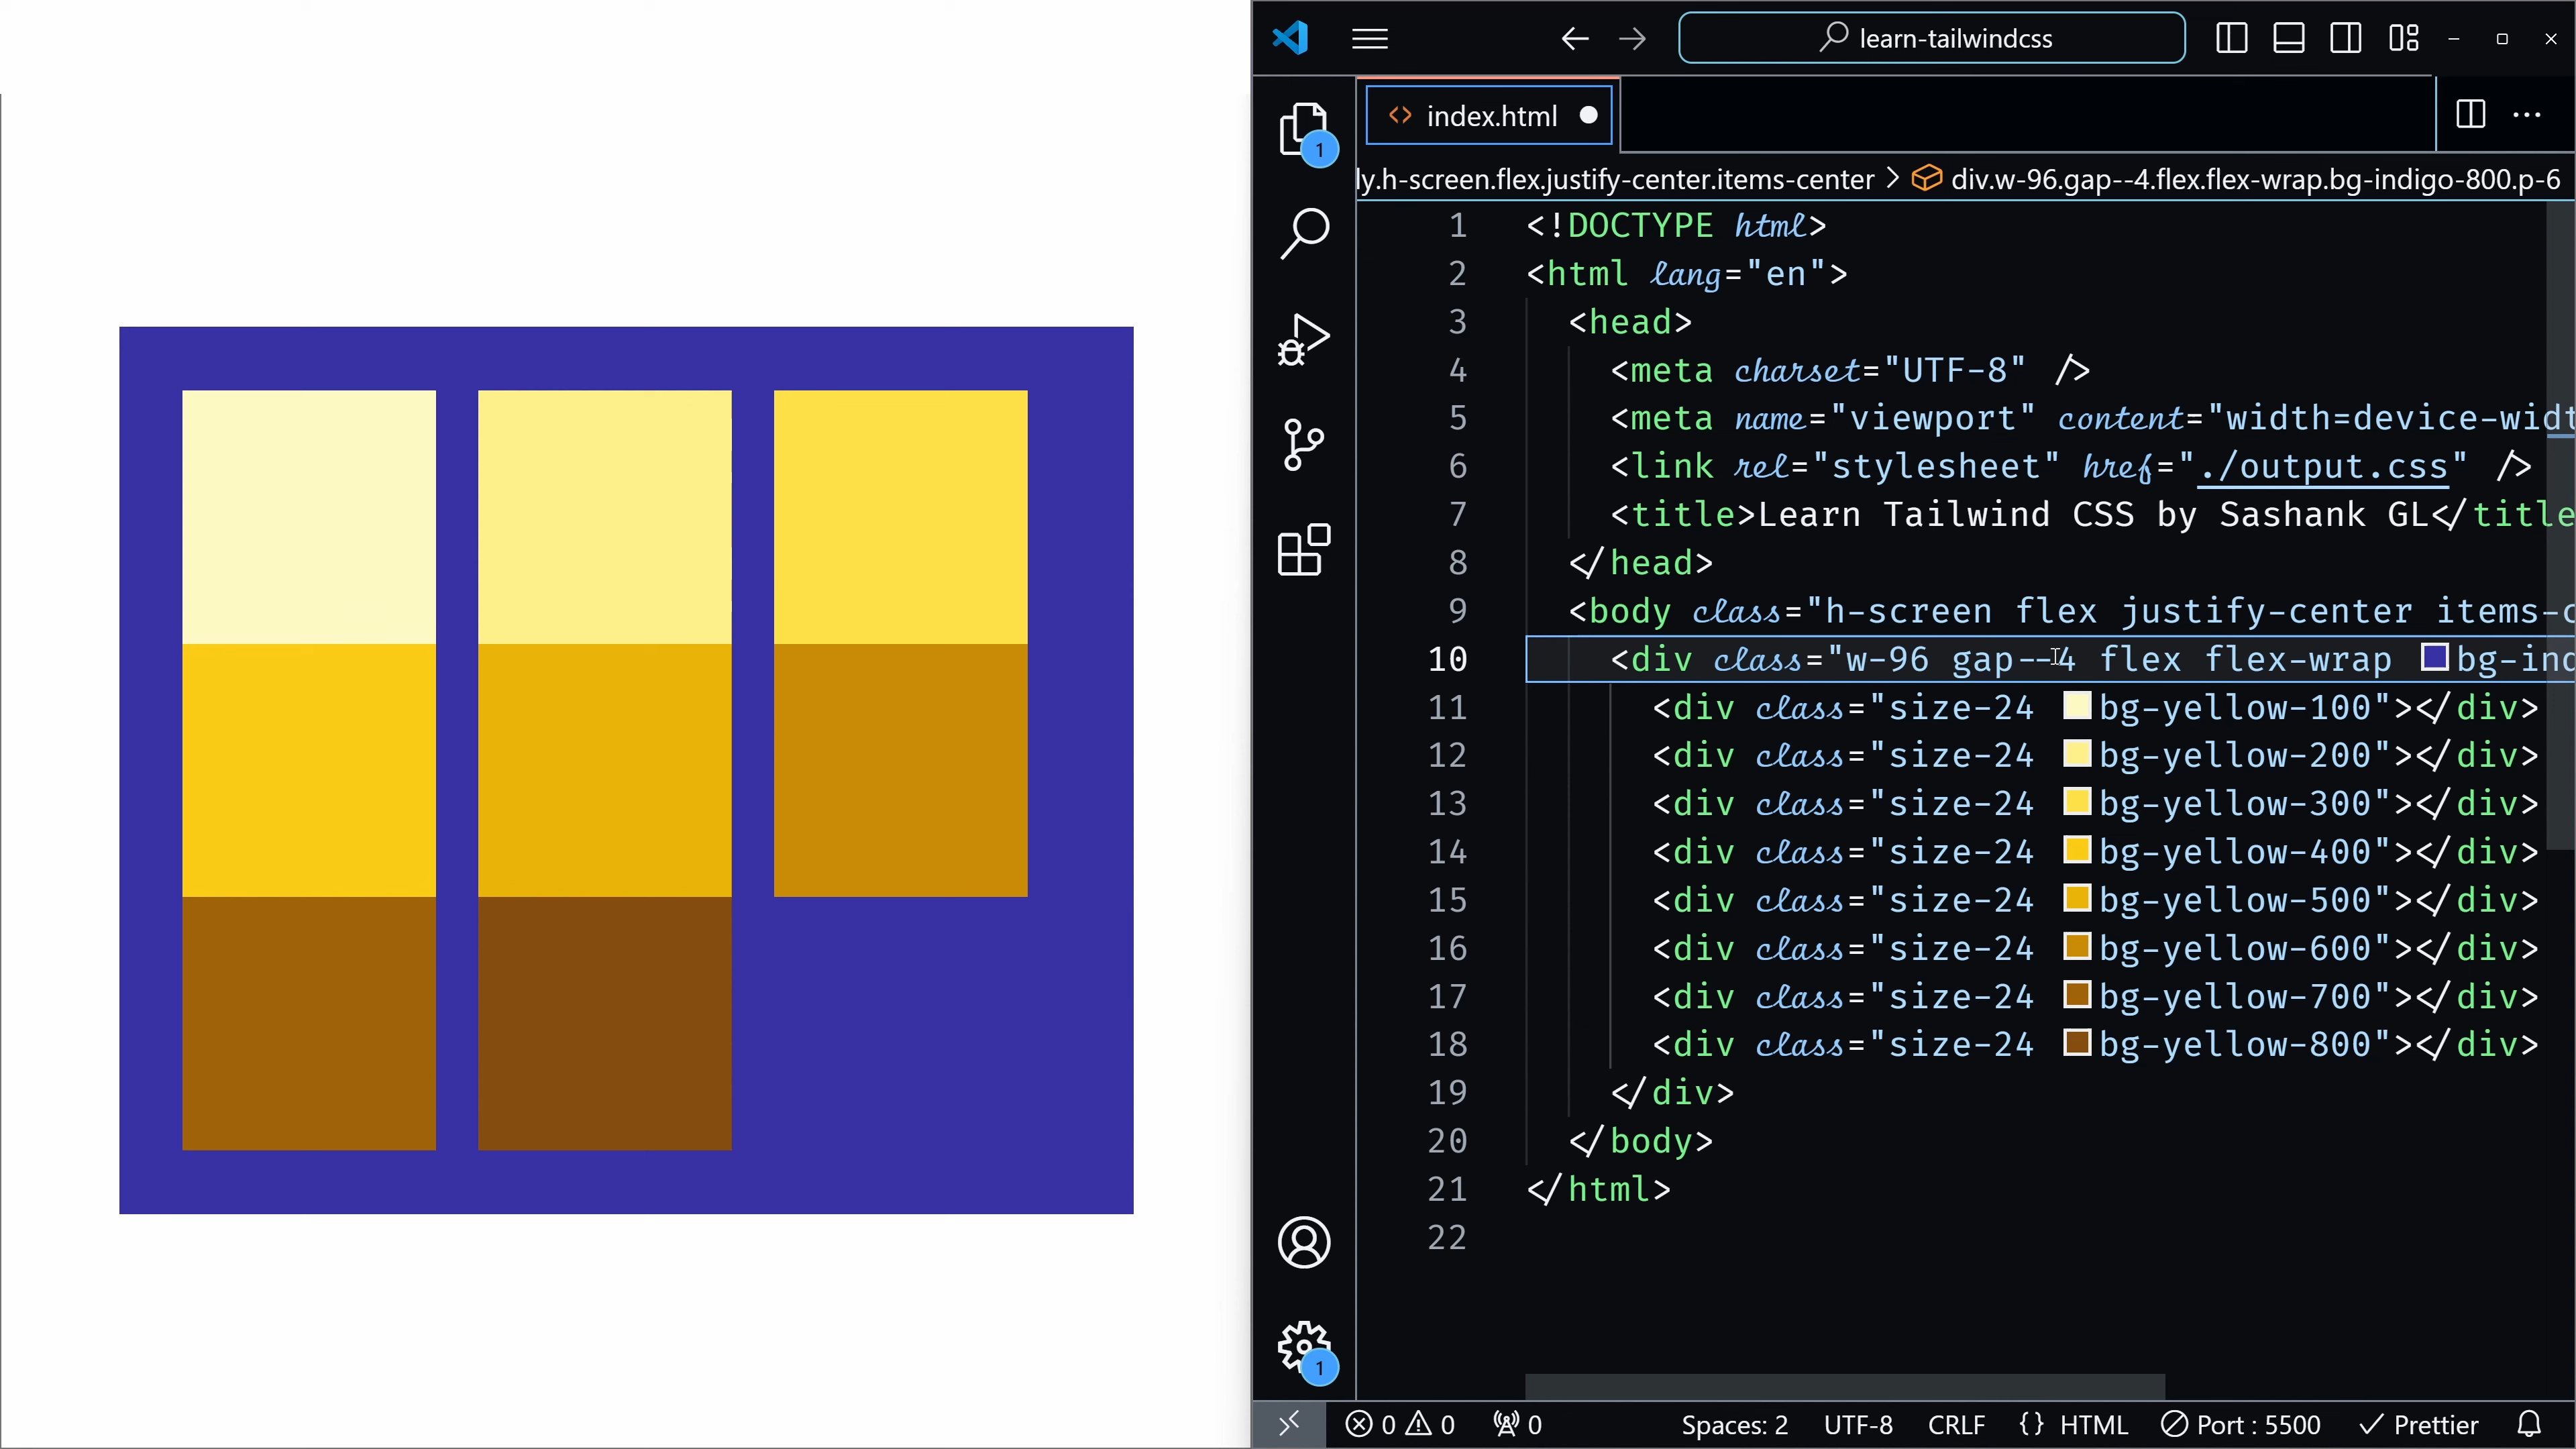 learn-tailwindcss
index.html
1
ly.h-screen.flex.justify-center.items-center > div.w-96.gap--4.flex.flex-wrap.bg-indigo-800.p-6
1 <!DOCTYPE html>
2 <html lang="en">
3 <head>
4 <meta charset="UTF-8" />
5 <meta name="viewport" content="width=device-widt
6 <link rel="stylesheet" href="./output.css" />
7 <title>Learn Tailwind CSS by Sashank GL</title
8 </head>
9 <body class="h-screen flex justify-center items-c
10 <div class="w-96 gap--4 flex flex-wrap bg-ind
11 <div class="size-24 bg-yellow-100"></div>
12 <div class="size-24 bg-yellow-200"></div>
13 <div class="size-24 bg-yellow-300"></div>
14 <div class="size-24 bg-yellow-400"></div>
15 <div class="size-24 bg-yellow-500"></div>
16 <div class="size-24 bg-yellow-600"></div>
17 <div class="size-24 bg-yellow-700"></div>
18 <div class="size-24 bg-yellow-800"></div>
19 </div>
20 </body>
21 </html>
22
1
0 0 0 Spaces: 2 UTF-8 CRLF {} HTML Port : 5500 Prettier